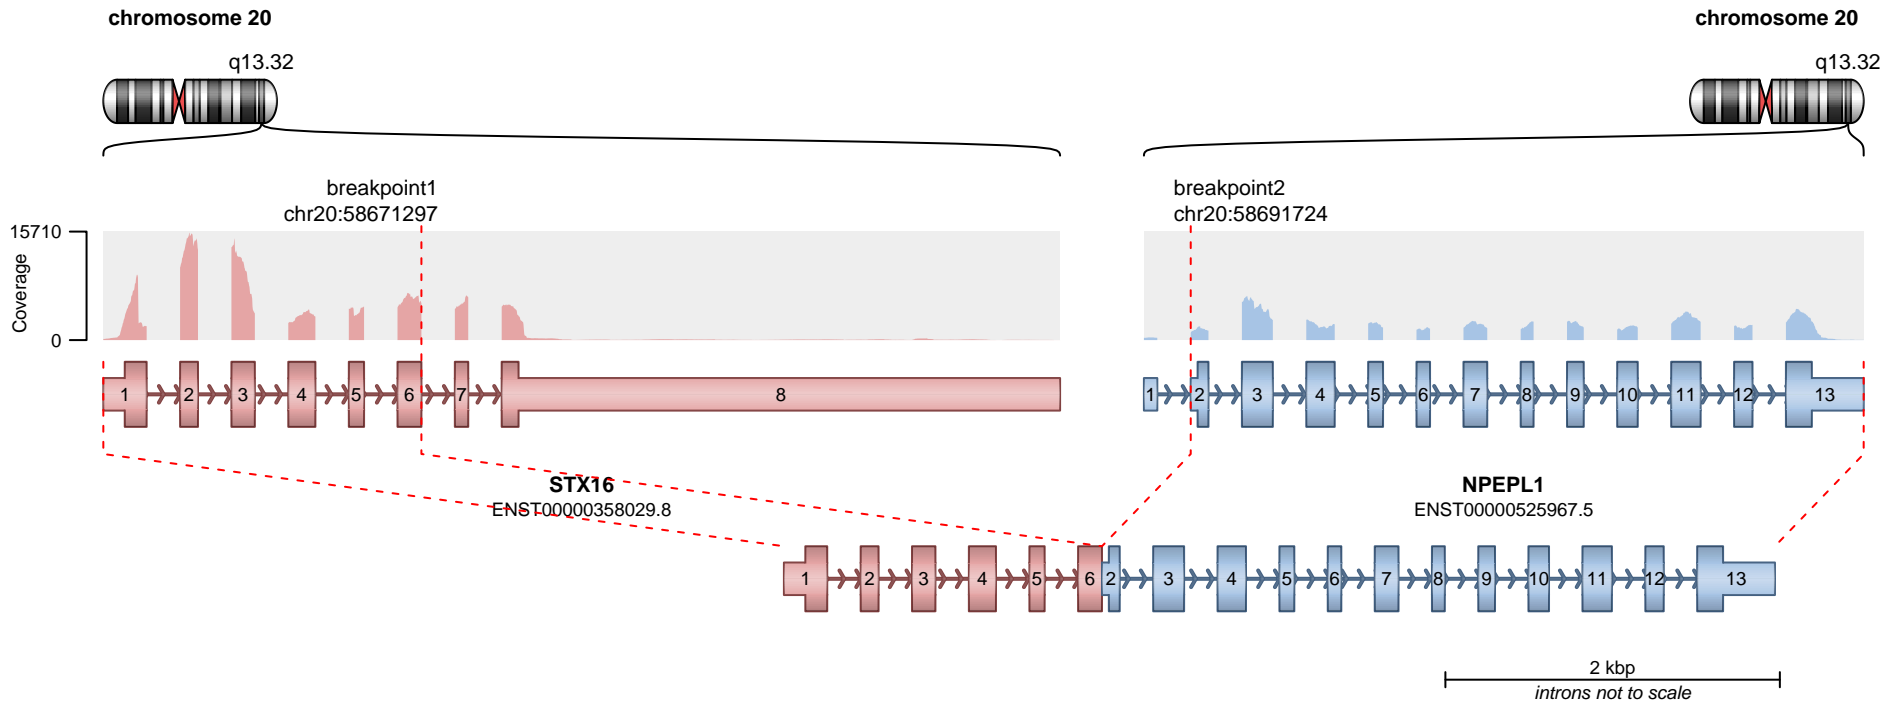 chromosome 20
chromosome 20
q13.32
q13.32
breakpoint1
chr20:58671297
breakpoint2
chr20:58691724
15710
Coverage
0
1 2 3 4 5 6 7 8
1 2 3 4 5 6 7 8 9 10 11 12 13
STX16
ENST00000358029.8
NPEPL1
ENST00000525967.5
1 2 3 4 5 6 2 3 4 5 6 7 8 9 10 11 12 13
2 kbp
introns not to scale